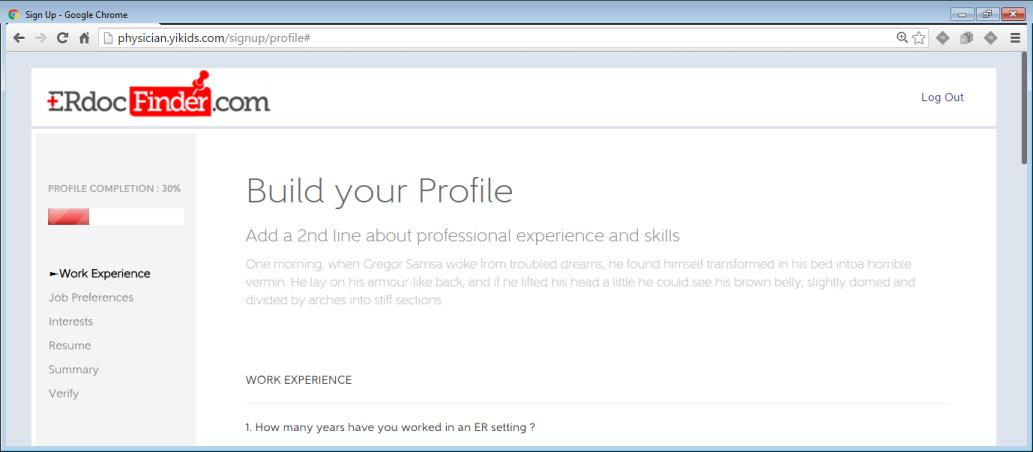 Sign Up - Google Chrome
physician.yikids.com/signup/profile#
ERdocFinder.com
Log Out
PROFILE COMPLETION : 30%
Build your Profile
Add a 2nd line about professional experience and skills
One morning, when Gregor Samsa woke from troubled dreams, he found himself transformed in his bed intoa horrible
vermin. He lay on his armour-like back, and if he lifted his head a little he could see his brown belly, slightly domed and
divided by arches into stiff sections.
►Work Experience
Job Preferences
Interests
Resume
Summary
Verify
WORK EXPERIENCE
1. How many years have you worked in an ER setting ?